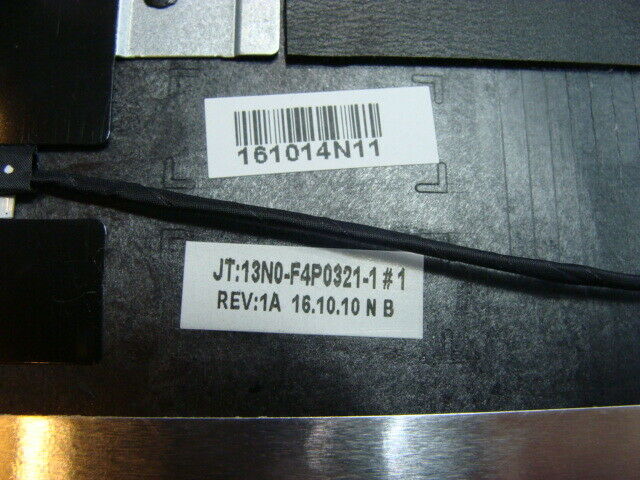 161014N11
JT:13N0-F4P0321-1 # 1
REV:1A 16.10.10 N B